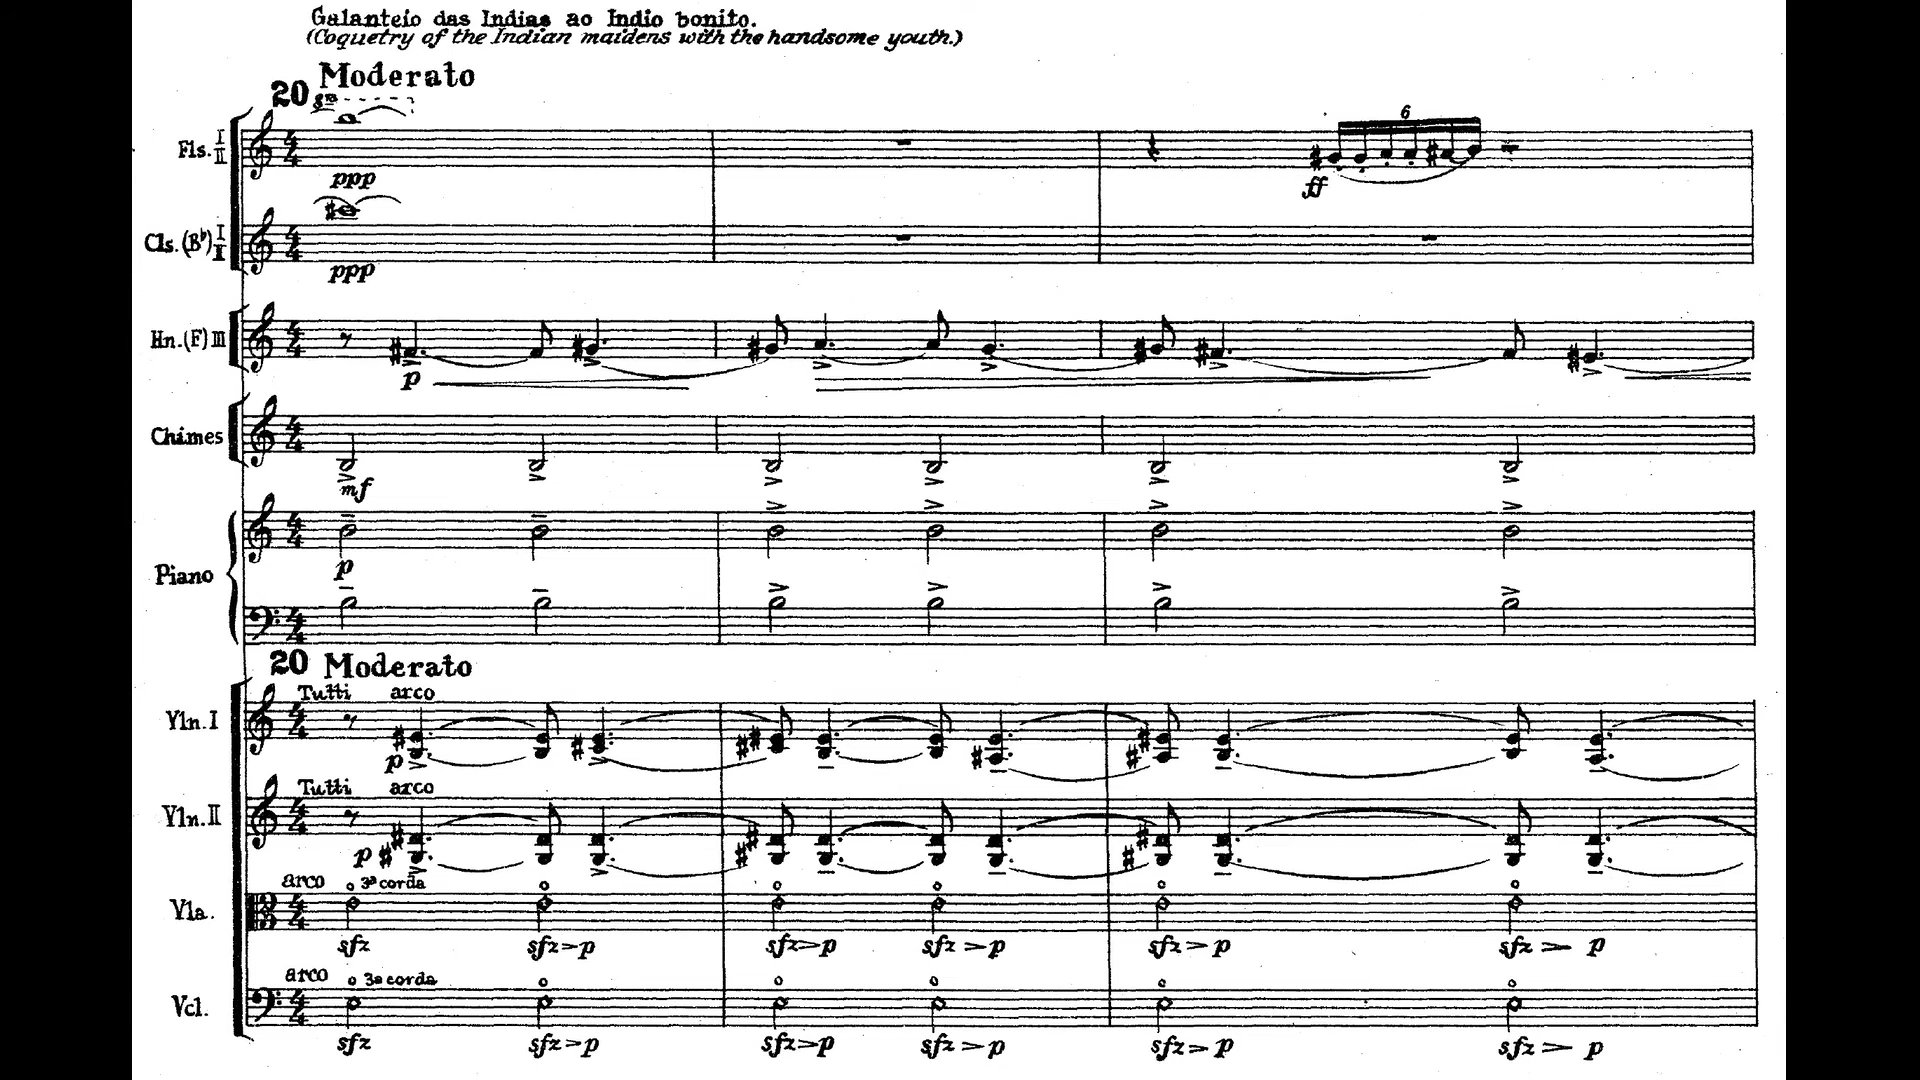 Galanteio das Indias ao Indio bonito.
(Coquetry of the Indian maidens with the handsome youth.)
20 Moderato
8va
Fls. I II
ppp
6
ff
Cls. (B♭) I II
ppp
Hn. (F) III
p
Chimes
mf
Piano
p
20 Moderato
Tutti arco
Vln. I
p
Tutti arco
Vln. II
p
arco 3ª corda
Vla.
sfz sfz > p sfz > p sfz > p sfz > p sfz > p
arco 3ª corda
Vcl.
sfz sfz > p sfz > p sfz > p sfz > p sfz > p